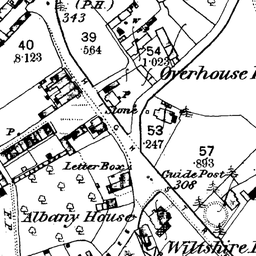 (P.H.)
343
39
.564
40
8.123
54
1.023
Overhouse
P
Stone
53
.247
P
57
.893
Letter Box
Guide Post
308
Albany House
Wiltshire
F.P.